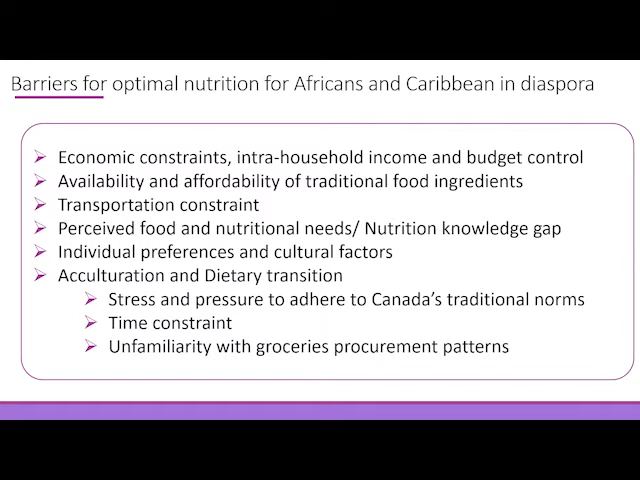 Barriers for optimal nutrition for Africans and Caribbean in diaspora
Economic constraints, intra-household income and budget control
Availability and affordability of traditional food ingredients
Transportation constraint
Perceived food and nutritional needs/ Nutrition knowledge gap
Individual preferences and cultural factors
Acculturation and Dietary transition
Stress and pressure to adhere to Canada's traditional norms
Time constraint
Unfamiliarity with groceries procurement patterns